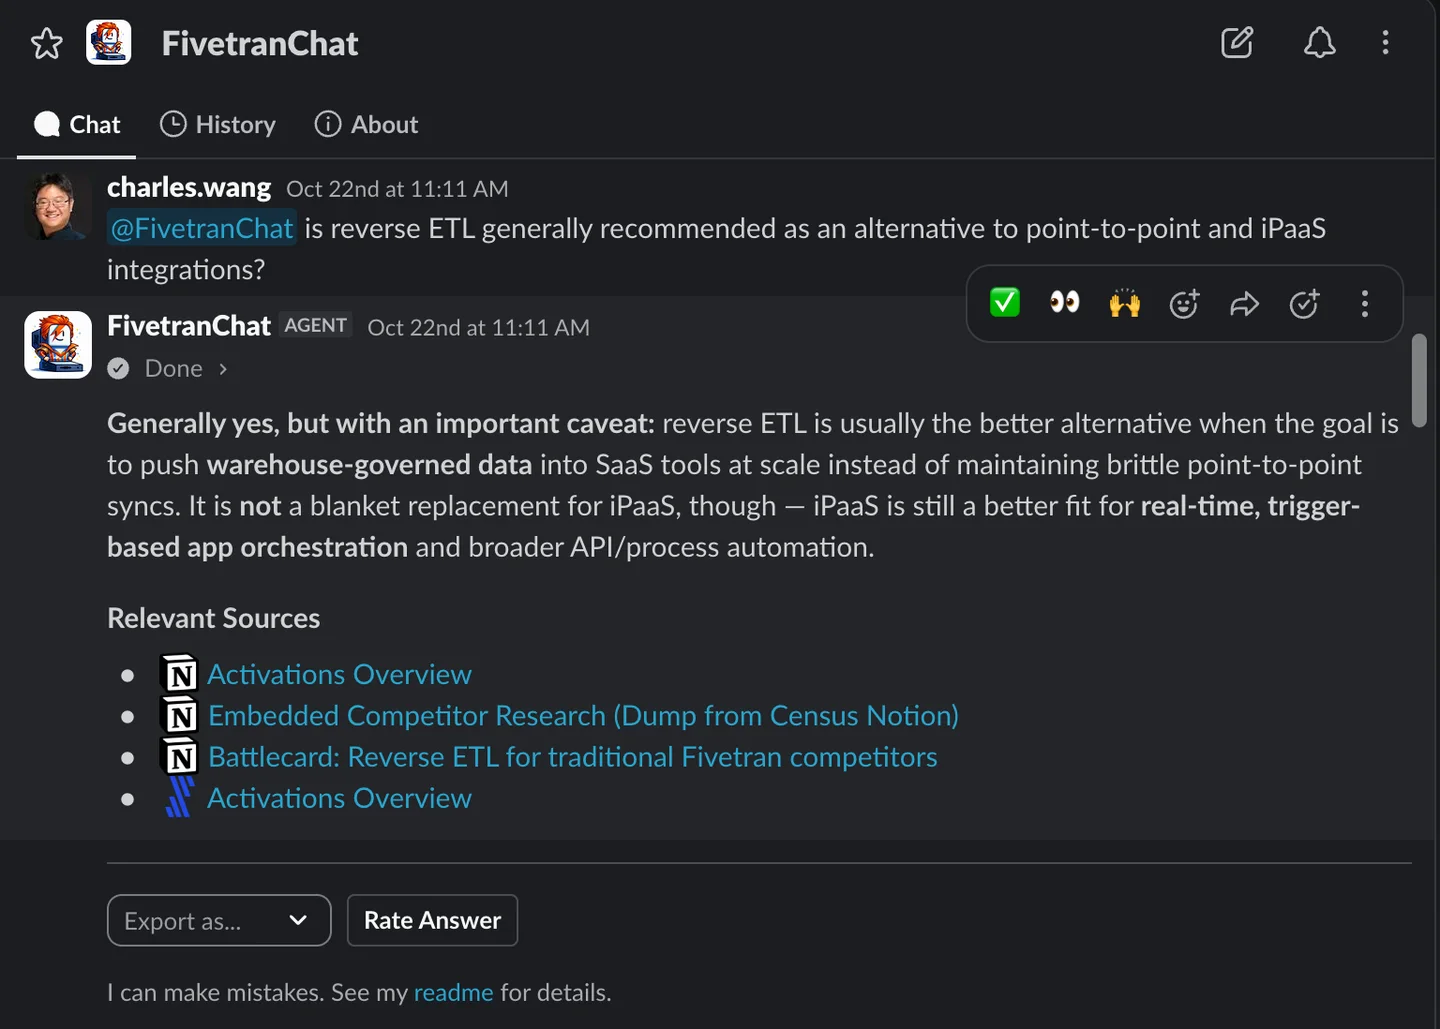 FivetranChat
Chat
History
About
charles.wang Oct 22nd at 11:11 AM
@FivetranChat is reverse ETL generally recommended as an alternative to point-to-point and iPaaS
integrations?
FivetranChat AGENT Oct 22nd at 11:11 AM
Done
Generally yes, but with an important caveat: reverse ETL is usually the better alternative when the goal is
to push warehouse-governed data into SaaS tools at scale instead of maintaining brittle point-to-point
syncs. It is not a blanket replacement for iPaaS, though — iPaaS is still a better fit for real-time, trigger-
based app orchestration and broader API/process automation.
Relevant Sources
N Activations Overview
N Embedded Competitor Research (Dump from Census Notion)
N Battlecard: Reverse ETL for traditional Fivetran competitors
Activations Overview
Export as...
Rate Answer
I can make mistakes. See my readme for details.